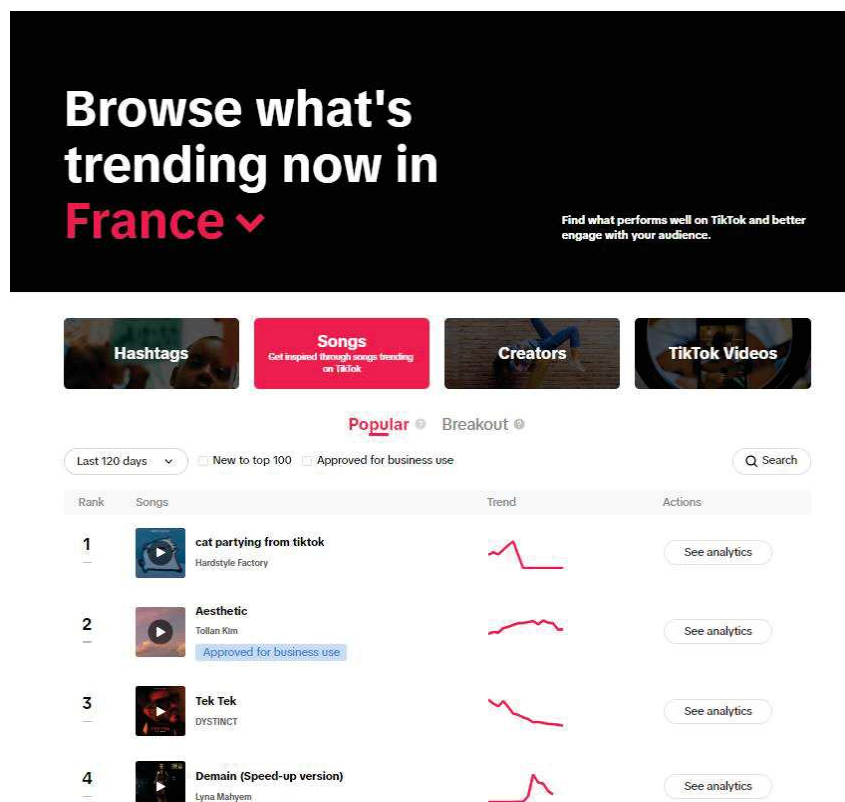 Browse what's
trending now in
France
Find what performs well on TikTok and better
engage with your audience.
Hashtags
Songs
Get inspired through songs trending
on TikTok
Creators
TikTok Videos
Popular ? Breakout ?
Last 120 days
New to top 100
Approved for business use
Search
Rank Songs Trend Actions
1
cat partying from tiktok
Hardstyle Factory
See analytics
2
Aesthetic
Tollan Kim
Approved for business use
See analytics
3
Tek Tek
DYSTINCT
See analytics
4
Demain (Speed-up version)
Lyna Mahyem
See analytics